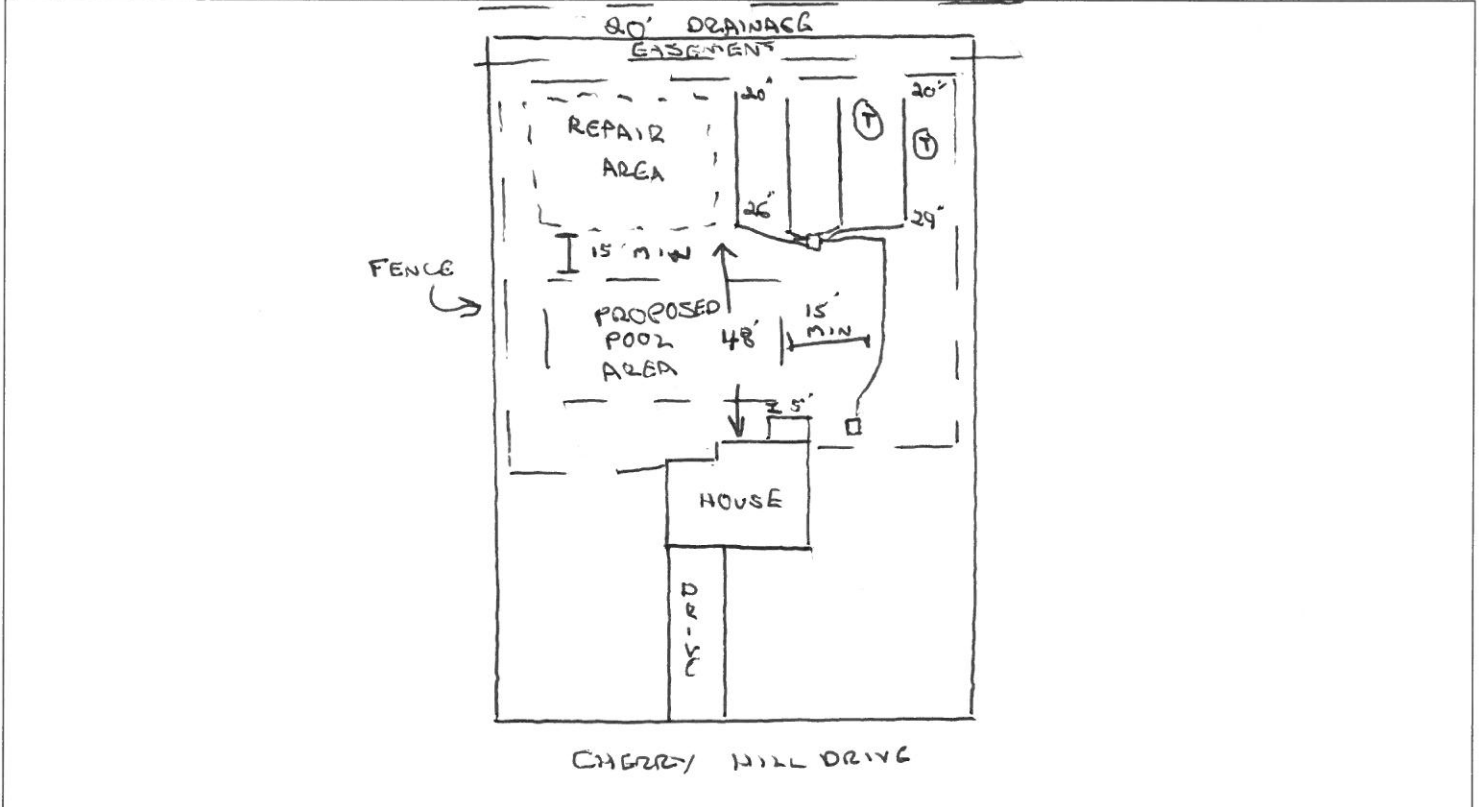 20' DRAINAGE
EASEMENT
20"
20"
REPAIR
AREA
T
T
26"
29"
15' MIN
FENCE
PROPOSED
POOL
AREA
48'
15'
MIN
5'
HOUSE
DRIVE
CHERRY HILL DRIVE